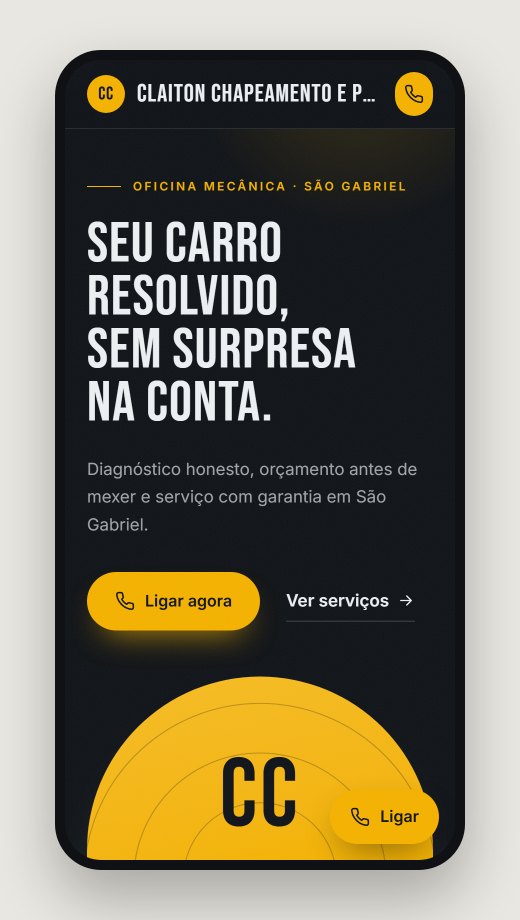 CC
CLAITON CHAPEAMENTO E P...
OFICINA MECÂNICA · SÃO GABRIEL
SEU CARRO
RESOLVIDO,
SEM SURPRESA
NA CONTA.
Diagnóstico honesto, orçamento antes de
mexer e serviço com garantia em São
Gabriel.
Ligar agora
Ver serviços →
CC
Ligar